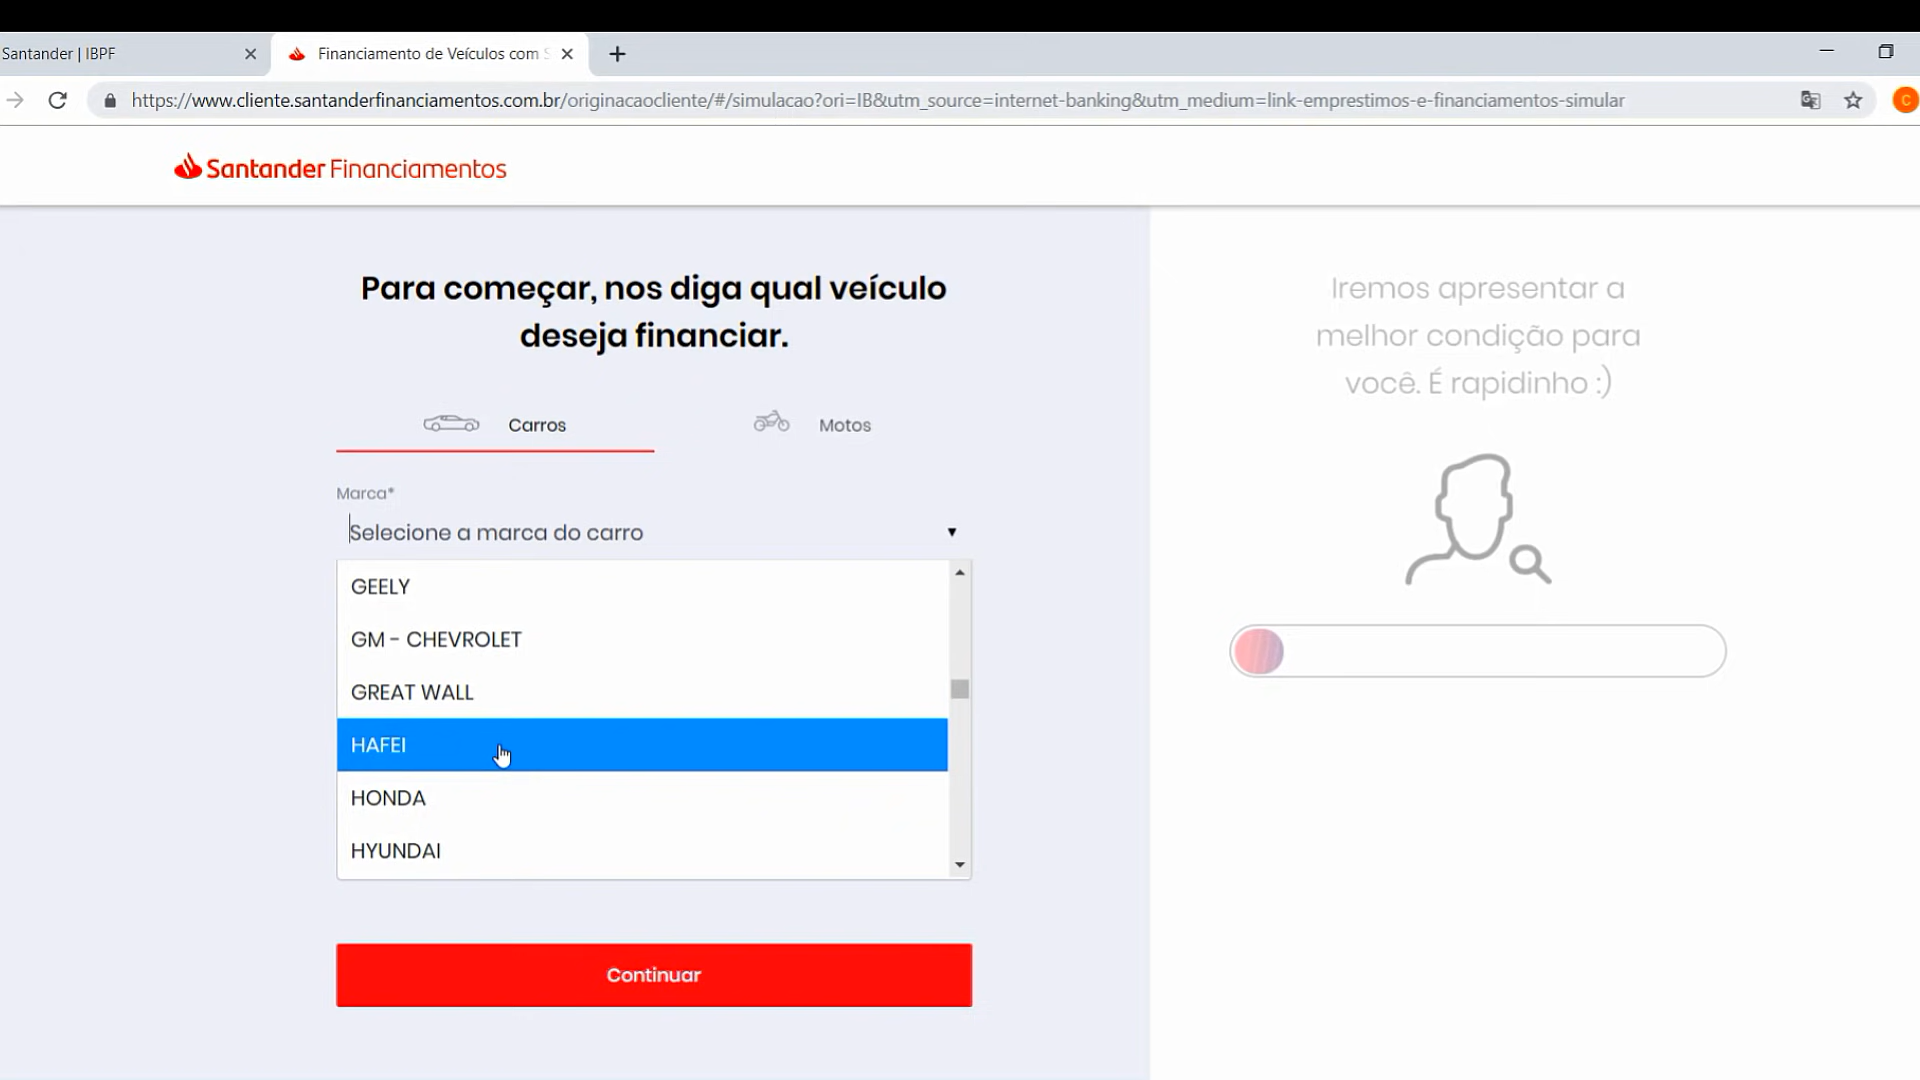 Santander | IBPF
Financiamento de Veículos com S
https://www.cliente.santanderfinanciamentos.com.br/originacaocliente/#/simulacao?ori=IB&utm_source=internet-banking&utm_medium=link-emprestimos-e-financiamentos-simular
C
Santander Financiamentos
Para começar, nos diga qual veículo
deseja financiar.
Carros
Motos
Marca*
Selecione a marca do carro
GEELY
GM - CHEVROLET
GREAT WALL
HAFEI
HONDA
HYUNDAI
Continuar
Iremos apresentar a
melhor condição para
você. É rapidinho :)